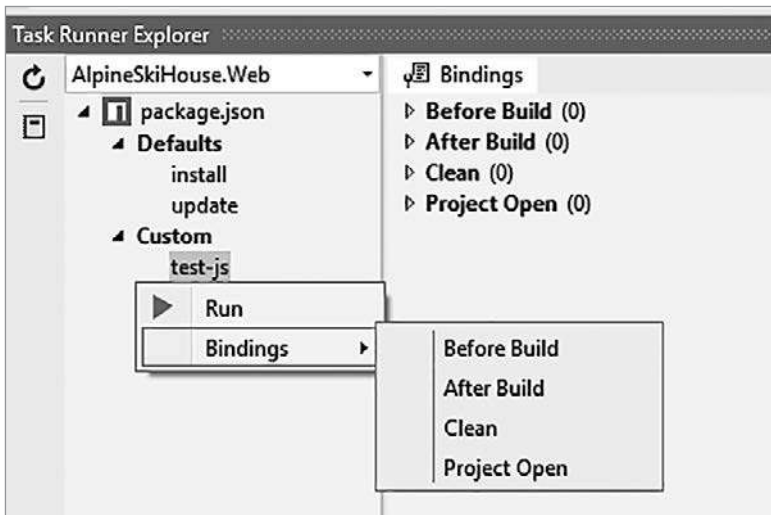 Task Runner Explorer
AlpineSkiHouse.Web
package.json
Defaults
install
update
Custom
test-js
Run
Bindings
Bindings
Before Build (0)
After Build (0)
Clean (0)
Project Open (0)
Before Build
After Build
Clean
Project Open